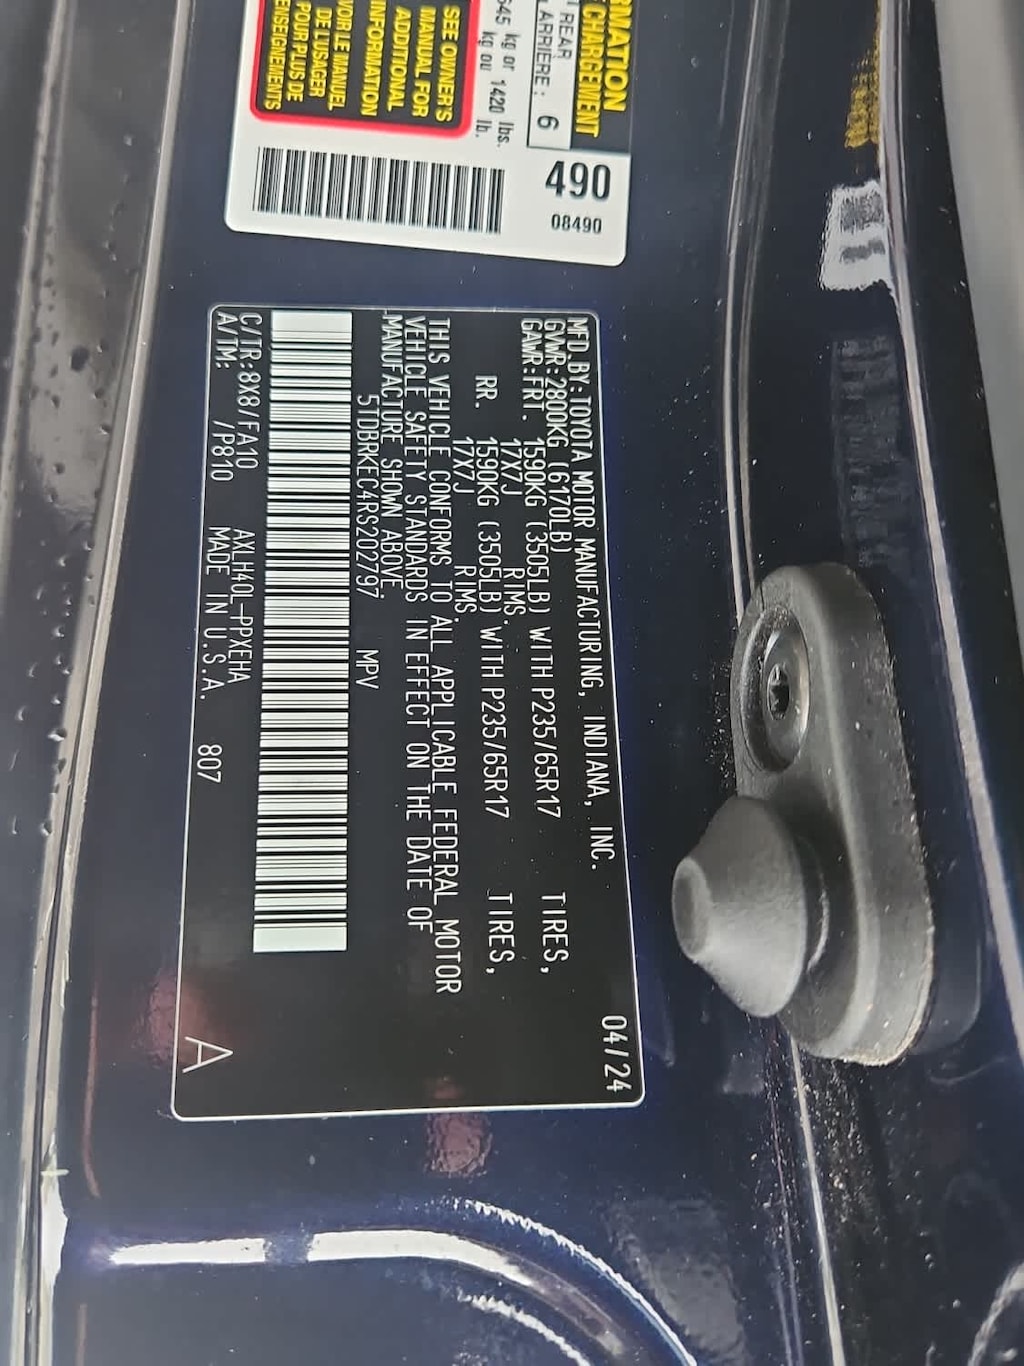 RMATION
CHARGEMENT
REAR
ARRIERE : 6
645 kg or 1420 lbs.
kg ou lb.
SEE OWNER'S
MANUAL FOR
ADDITIONAL
INFORMATION
VOIR LE MANUEL
DE L'USAGER
POUR PLUS DE
ENSEIGNEMENTS
490
08490
MFD. BY: TOYOTA MOTOR MANUFACTURING, INDIANA, INC. 04/24
GVWR: 2800KG (6170LB)
GAWR: FRT. 1590KG (3505LB) WITH P235/65R17 TIRES,
17X7J RIMS.
RR. 1590KG (3505LB) WITH P235/65R17 TIRES,
17X7J RIMS.
THIS VEHICLE CONFORMS TO ALL APPLICABLE FEDERAL MOTOR
VEHICLE SAFETY STANDARDS IN EFFECT ON THE DATE OF
MANUFACTURE SHOWN ABOVE.
5TDBRKEC4RS202797 MPV
C/TR: 8X8/FA10 AXLH40L-PPXEHA
A/TM: /P810 MADE IN U.S.A. 807
A